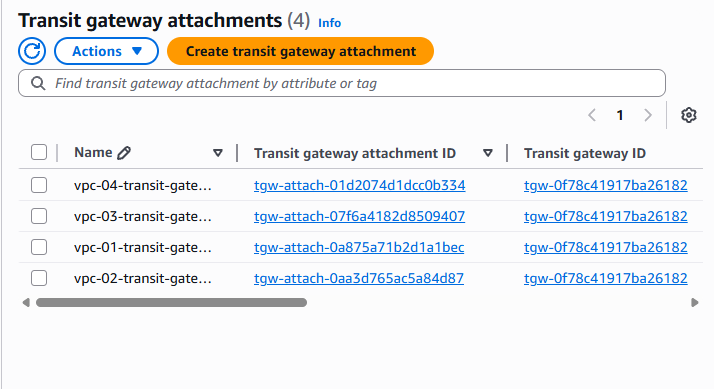 Transit gateway attachments (4) Info
Actions Create transit gateway attachment
Find transit gateway attachment by attribute or tag
1
Name Transit gateway attachment ID Transit gateway ID
vpc-04-transit-gate... tgw-attach-01d2074d1dcc0b334 tgw-0f78c41917ba26182
vpc-03-transit-gate... tgw-attach-07f6a4182d8509407 tgw-0f78c41917ba26182
vpc-01-transit-gate... tgw-attach-0a875a71b2d1a1bec tgw-0f78c41917ba26182
vpc-02-transit-gate... tgw-attach-0aa3d765ac5a84d87 tgw-0f78c41917ba26182